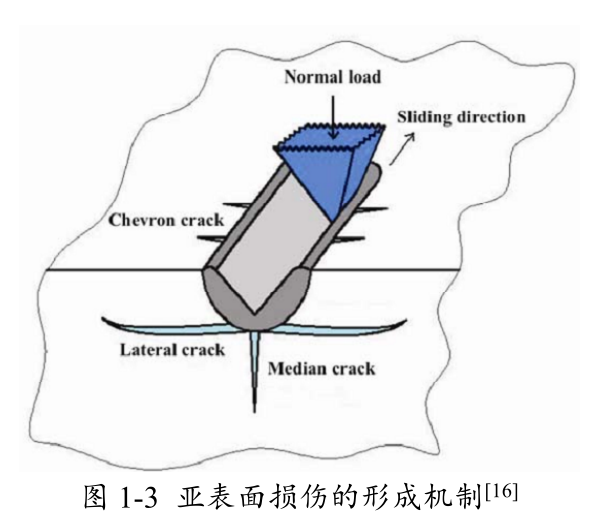 Normal load
Sliding direction
Chevron crack
Lateral crack
Median crack
图 1-3 亚表面损伤的形成机制[16]